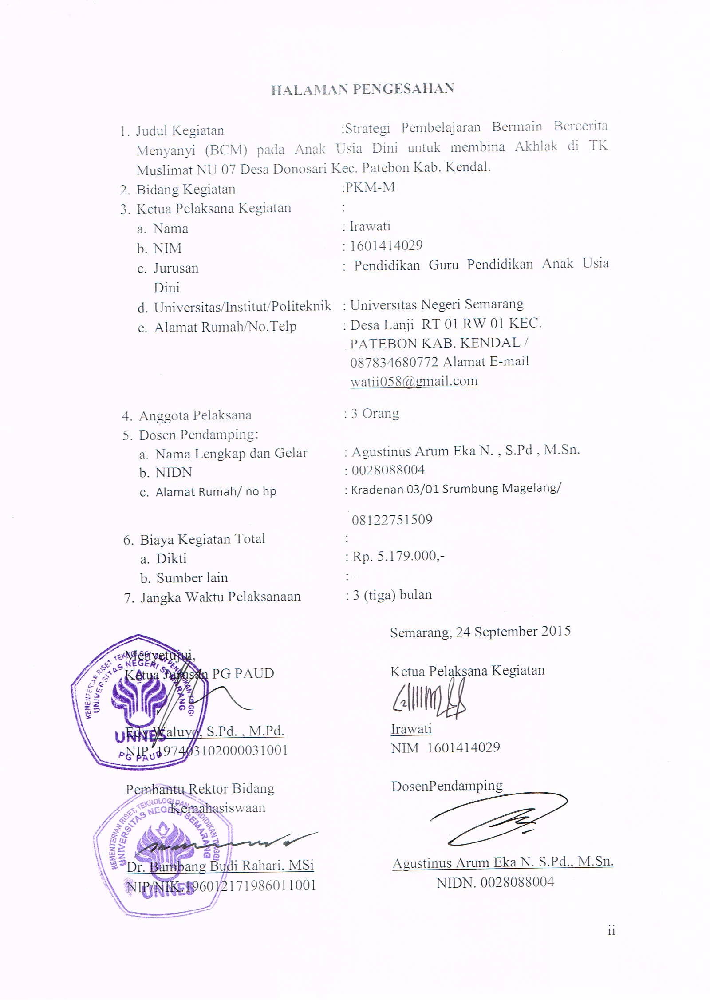 HALAMAN PENGESAHAN
1. Judul Kegiatan :Strategi Pembelajaran Bermain Bercerita
Menyanyi (BCM) pada Anak Usia Dini untuk membina Akhlak di TK
Muslimat NU 07 Desa Donosari Kec. Patebon Kab. Kendal.
2. Bidang Kegiatan :PKM-M
3. Ketua Pelaksana Kegiatan :
a. Nama : Irawati
b. NIM : 1601414029
c. Jurusan : Pendidikan Guru Pendidikan Anak Usia
Dini
d. Universitas/Institut/Politeknik : Universitas Negeri Semarang
e. Alamat Rumah/No.Telp : Desa Lanji RT 01 RW 01 KEC.
PATEBON KAB. KENDAL /
087834680772 Alamat E-mail
watii058@gmail.com
4. Anggota Pelaksana : 3 Orang
5. Dosen Pendamping:
a. Nama Lengkap dan Gelar : Agustinus Arum Eka N. , S.Pd , M.Sn.
b. NIDN : 0028088004
c. Alamat Rumah/ no hp : Kradenan 03/01 Srumbung Magelang/
08122751509
6. Biaya Kegiatan Total :
a. Dikti : Rp. 5.179.000,-
b. Sumber lain : -
7. Jangka Waktu Pelaksanaan : 3 (tiga) bulan
Semarang, 24 September 2015
Menyetujui,
Ketua Jurusan PG PAUD Ketua Pelaksana Kegiatan
KEMENTERIAN RISET, TEKNOLOGI DAN PENDIDIKAN TINGGI
UNIVERSITAS NEGERI SEMARANG
UNNES
PG PAUD
Edy Waluyo, S.Pd. , M.Pd. Irawati
NIP. 197403102000031001 NIM 1601414029
Pembantu Rektor Bidang DosenPendamping
Kemahasiswaan
KEMENTERIAN RISET, TEKNOLOGI DAN PENDIDIKAN TINGGI
UNIVERSITAS NEGERI SEMARANG
UNNES
Dr. Bambang Budi Rahari, MSi Agustinus Arum Eka N. S.Pd., M.Sn.
NIP/NIK.196012171986011001 NIDN. 0028088004
ii